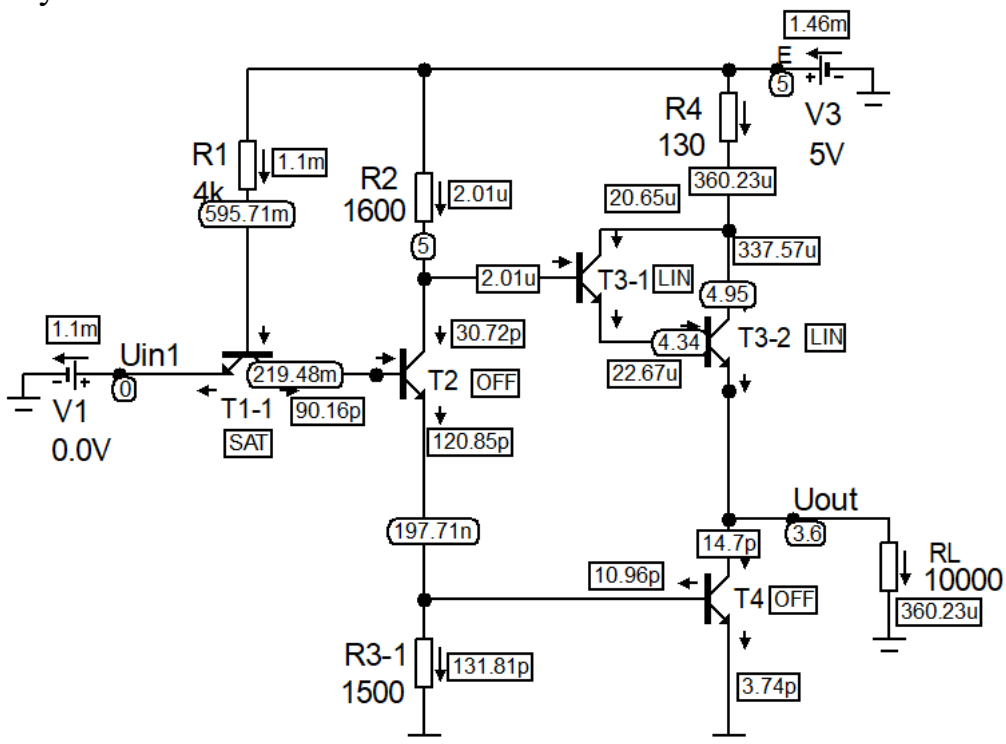 1.46m
E
5
V3
5V
R4
130
R1
4k
1.1m
595.71m
R2
1600
2.01u
5
360.23u
20.65u
337.57u
2.01u
T3-1
LIN
4.95
4.34
T3-2
LIN
22.67u
1.1m
Uin1
0
V1
0.0V
219.48m
T1-1
SAT
90.16p
30.72p
T2
OFF
120.85p
197.71n
Uout
3.6
14.7p
10.96p
T4
OFF
RL
10000
360.23u
R3-1
1500
131.81p
3.74p